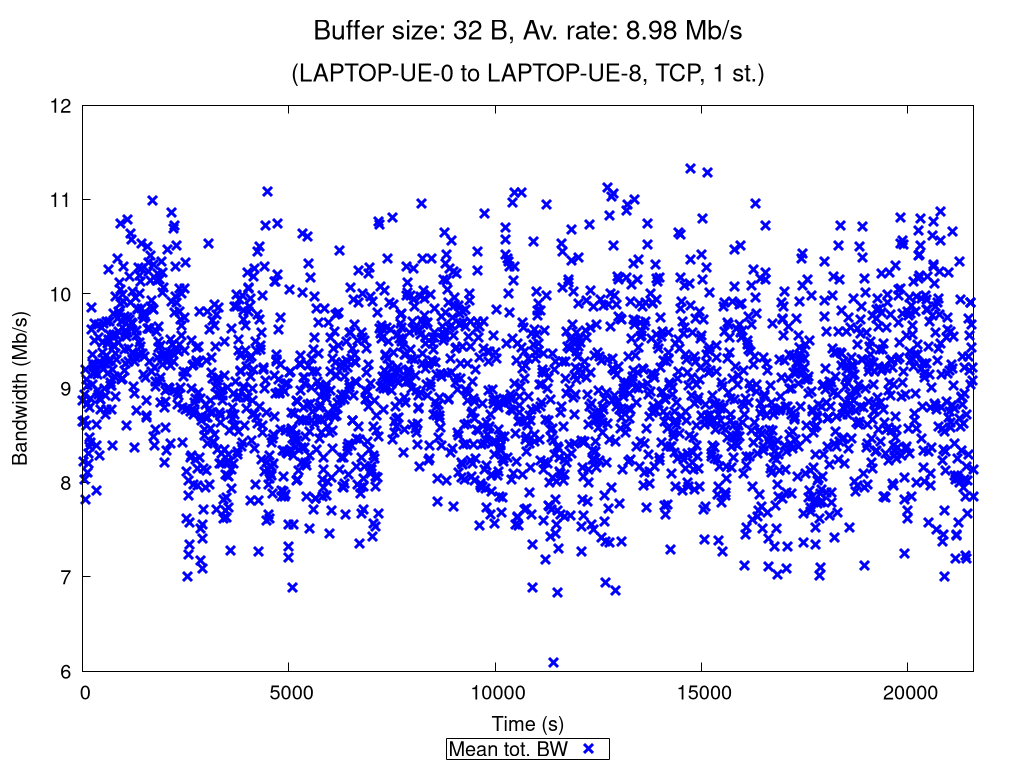 Buffer size: 32 B, Av. rate: 8.98 Mb/s
(LAPTOP-UE-0 to LAPTOP-UE-8, TCP, 1 st.)
12
11
10
9
8
7
6
Bandwidth (Mb/s)
0 5000 10000 15000 20000
Time (s)
Mean tot. BW